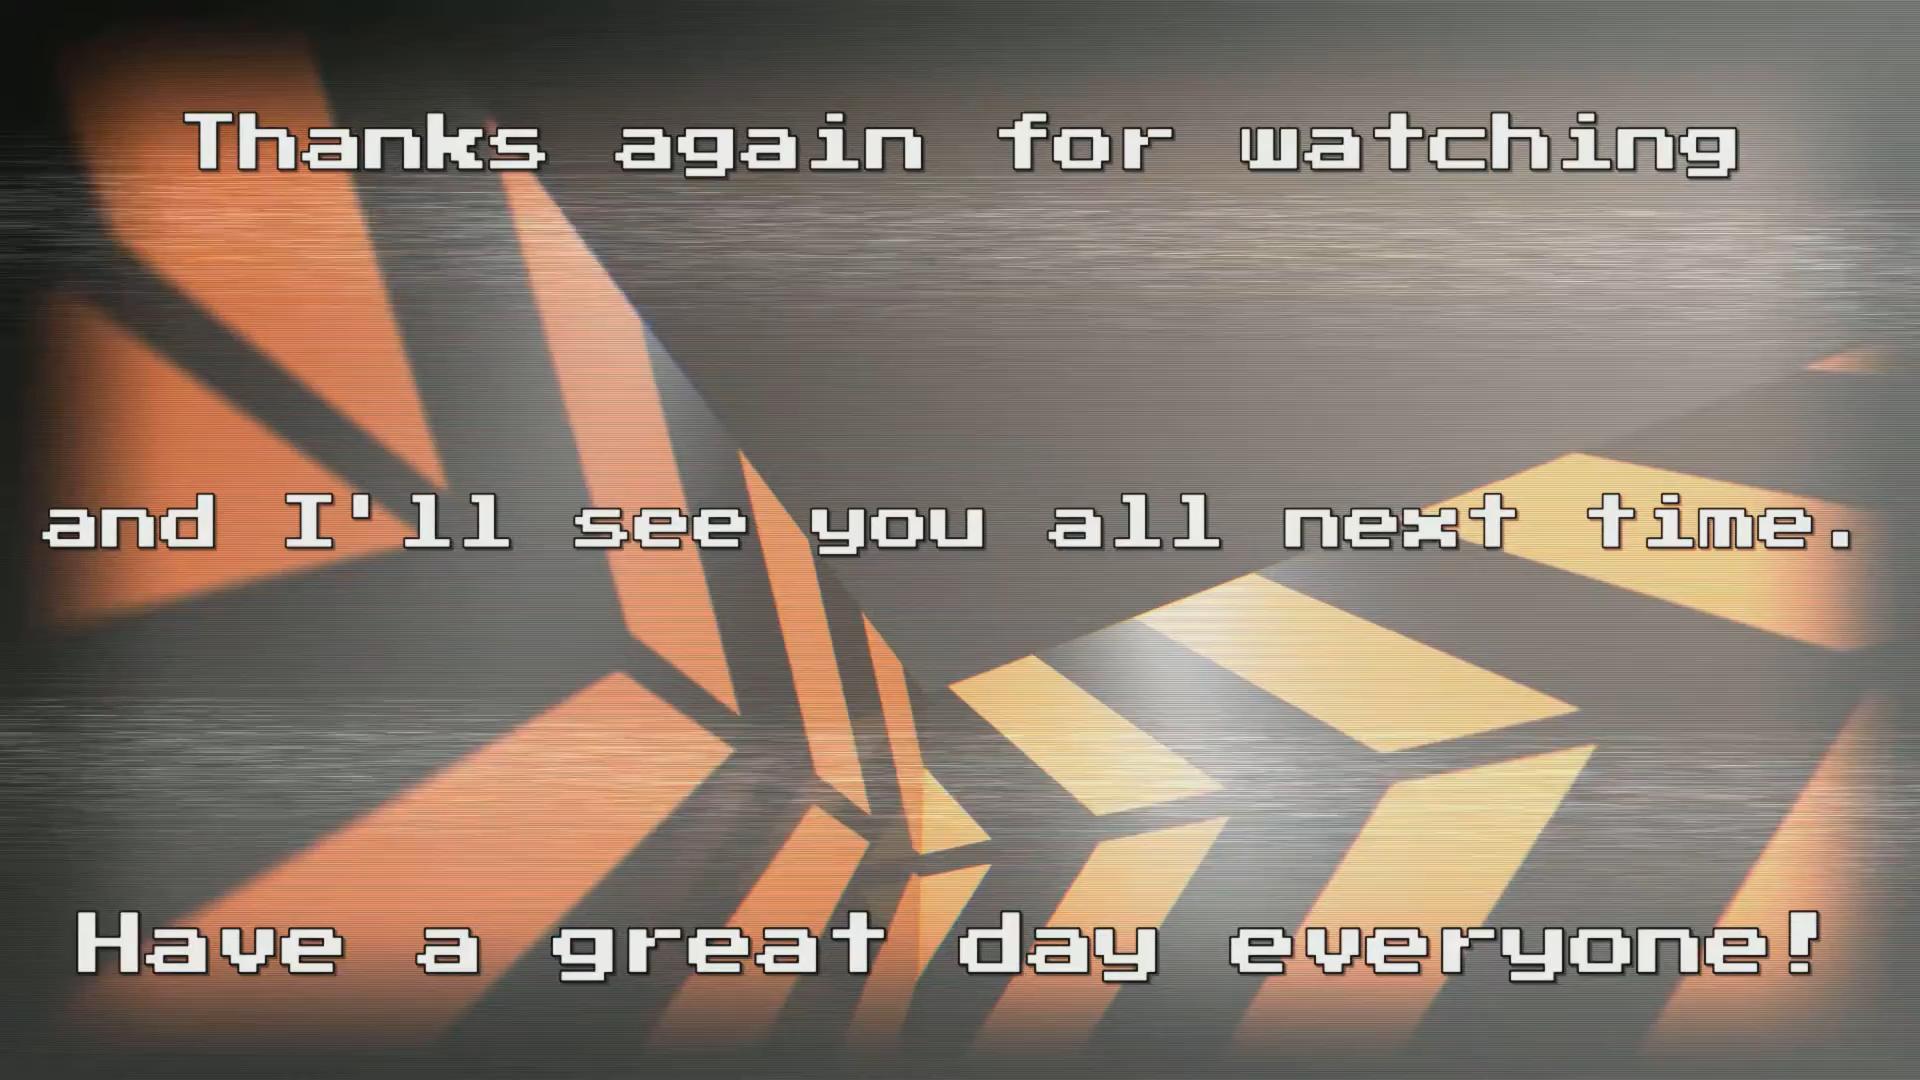 Thanks again for watching
and I'll see you all next time.
Have a great day everyone!